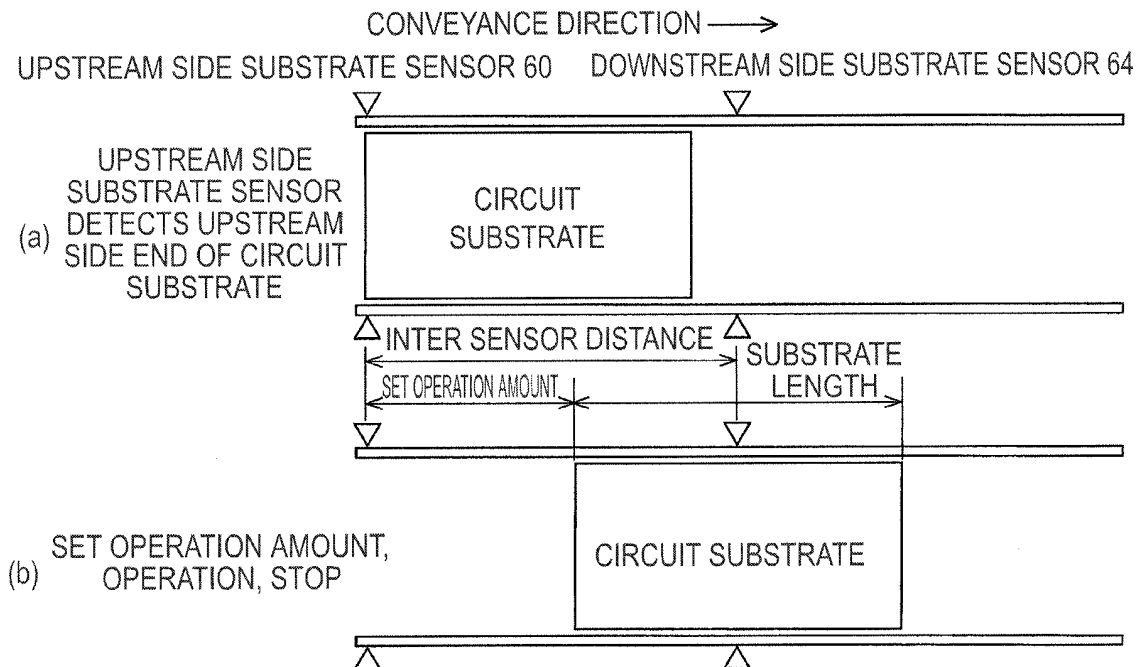 CONVEYANCE DIRECTION
UPSTREAM SIDE SUBSTRATE SENSOR 60
DOWNSTREAM SIDE SUBSTRATE SENSOR 64
(a)
UPSTREAM SIDE
SUBSTRATE SENSOR
DETECTS UPSTREAM
SIDE END OF CIRCUIT
SUBSTRATE
CIRCUIT
SUBSTRATE
INTER SENSOR DISTANCE
SUBSTRATE
LENGTH
SET OPERATION AMOUNT
(b)
SET OPERATION AMOUNT,
OPERATION, STOP
CIRCUIT SUBSTRATE